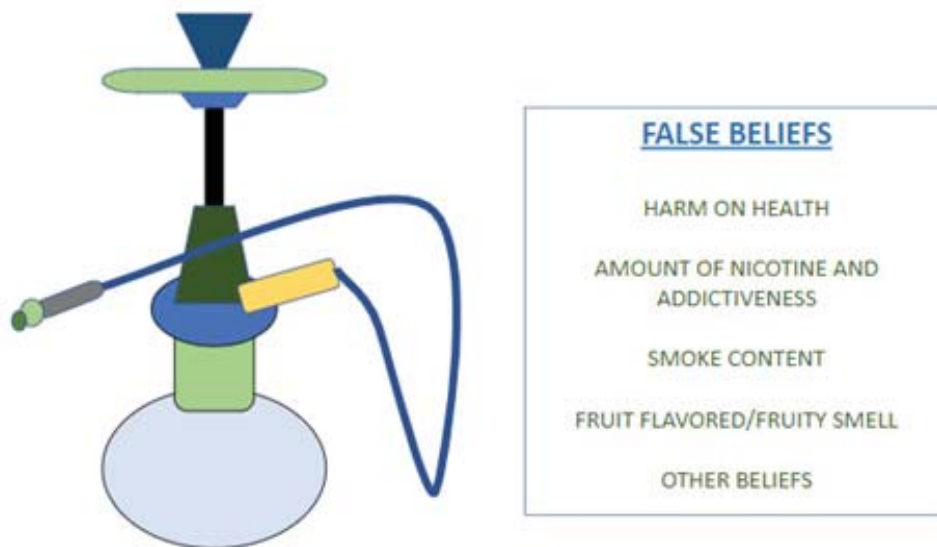 FALSE BELIEFS
HARM ON HEALTH
AMOUNT OF NICOTINE AND
ADDICTIVENESS
SMOKE CONTENT
FRUIT FLAVORED/FRUITY SMELL
OTHER BELIEFS